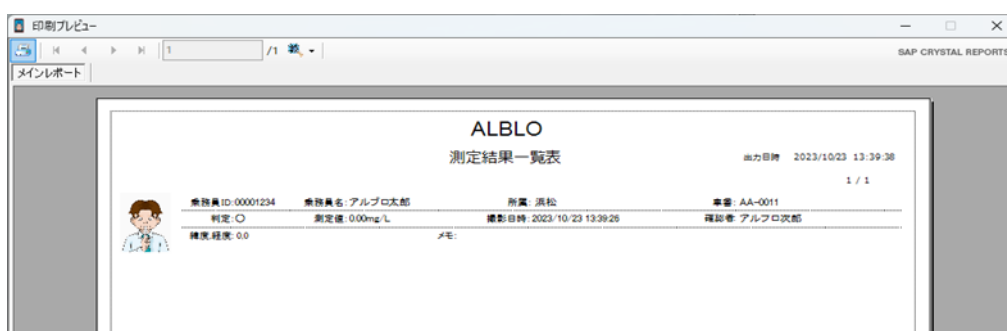 印刷プレビュー
1 /1
SAP CRYSTAL REPORTS
メインレポート
ALBLO
測定結果一覧表
出力日時 2023/10/23 13:39:38
1 / 1
乗務員ID:00001234 乗務員名:アルブロ太郎 所属: 浜松 車番: AA-0011
判定:〇 測定値:0.00mg/L 撮影日時:2023/10/23 13:39:26 確認者 アルブロ次郎
緯度.経度: 0,0 メモ: